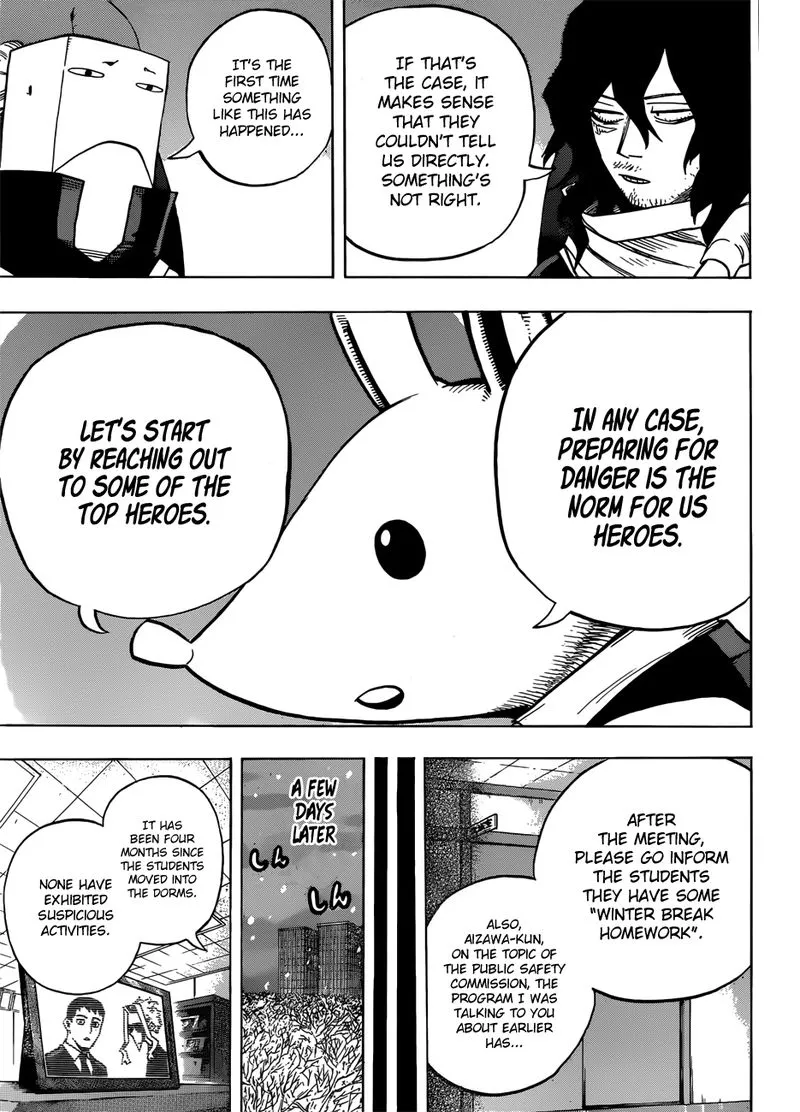 IF THAT'S
THE CASE, IT
MAKES SENSE
THAT THEY
COULDN'T TELL
US DIRECTLY.
SOMETHING'S
NOT RIGHT.
IT'S THE
FIRST TIME
SOMETHING
LIKE THIS HAS
HAPPENED...
IN ANY CASE,
PREPARING FOR
DANGER IS THE
NORM FOR US
HEROES.
LET'S START
BY REACHING OUT
TO SOME OF THE
TOP HEROES.
AFTER
THE MEETING,
PLEASE GO INFORM
THE STUDENTS
THEY HAVE SOME
"WINTER BREAK
HOMEWORK".
ALSO,
AIZAWA-KUN,
ON THE TOPIC OF
THE PUBLIC SAFETY
COMMISSION, THE
PROGRAM I WAS
TALKING TO YOU
ABOUT EARLIER
HAS...
A FEW
DAYS
LATER
しん
しん
IT HAS
BEEN FOUR
MONTHS SINCE
THE STUDENTS
MOVED INTO
THE DORMS.
NONE HAVE
EXHIBITED
SUSPICIOUS
ACTIVITIES.